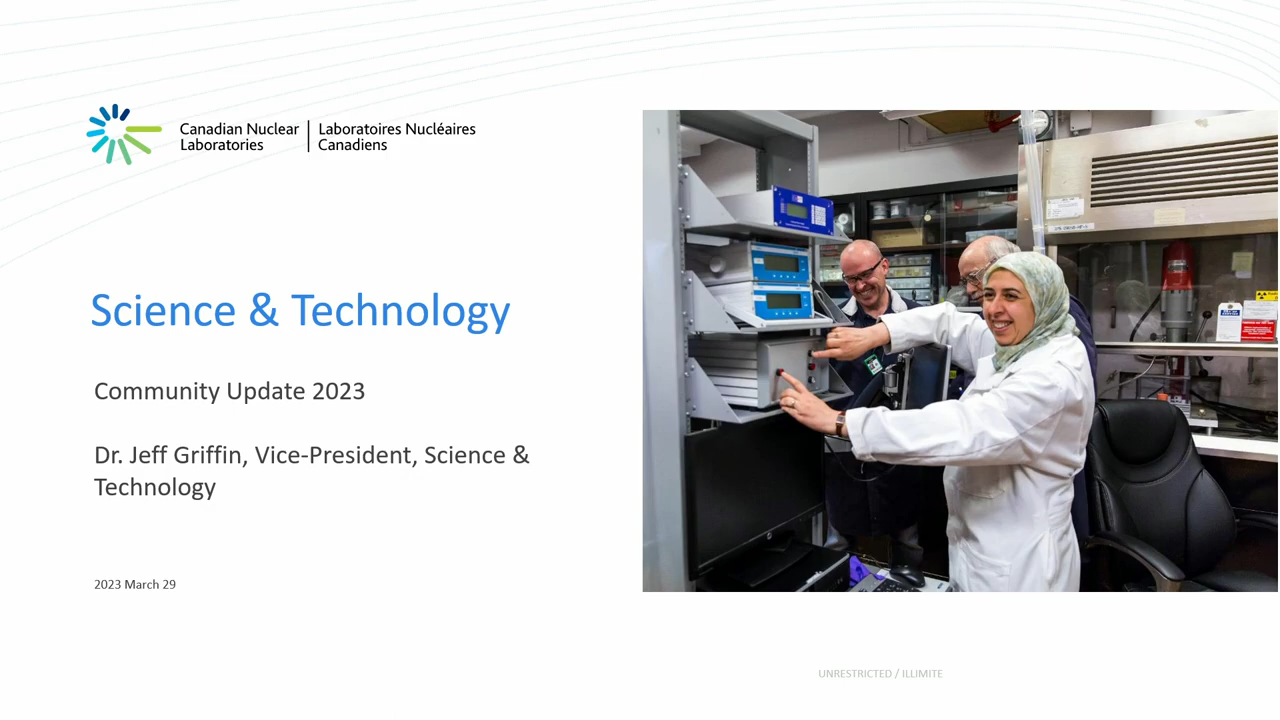 Canadian Nuclear
Laboratories
Laboratoires Nucléaires
Canadiens
Science & Technology
Community Update 2023
Dr. Jeff Griffin, Vice-President, Science &
Technology
2023 March 29
UNRESTRICTED / ILLIMITE